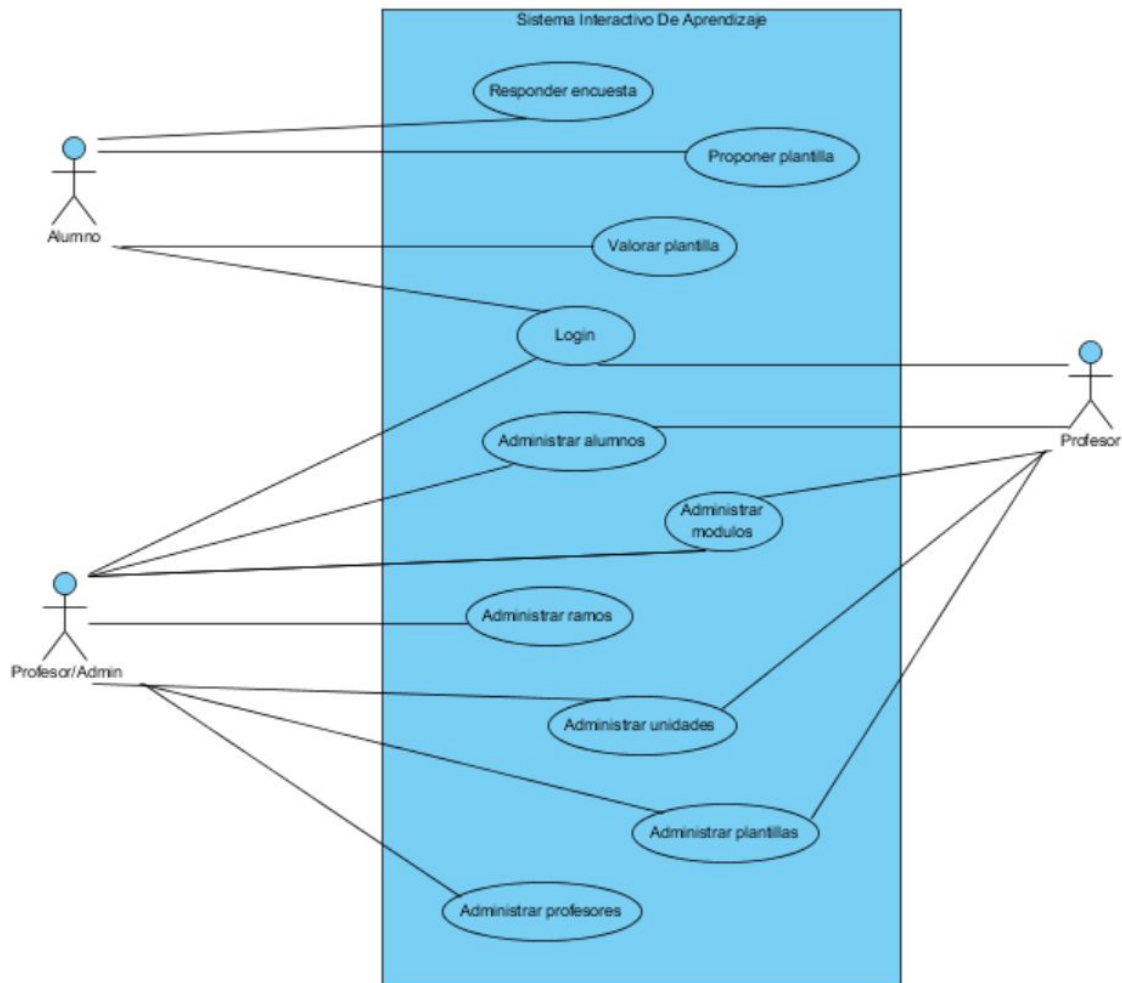 Sistema Interactivo De Aprendizaje
Responder encuesta
Proponer plantilla
Alumno
Valorar plantilla
Login
Administrar alumnos
Profesor
Administrar
modulos
Administrar ramos
Profesor/Admin
Administrar unidades
Administrar plantillas
Administrar profesores